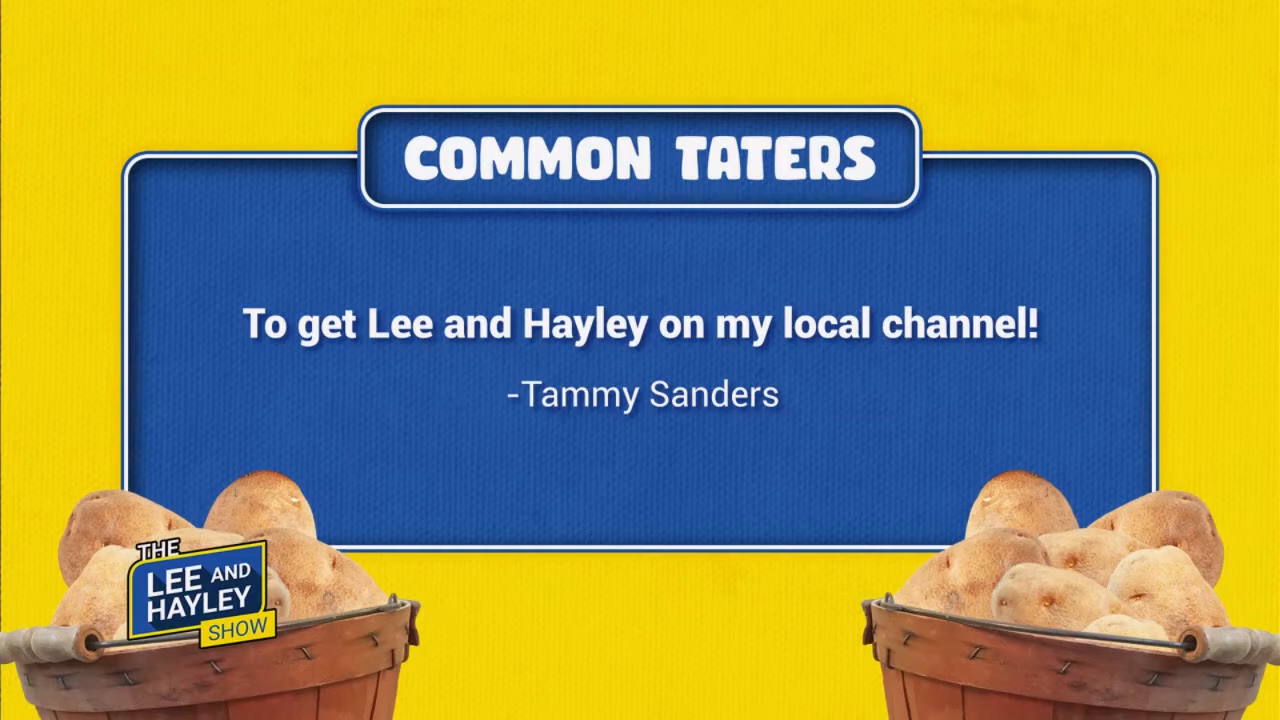 COMMON TATERS
To get Lee and Hayley on my local channel!
-Tammy Sanders
THE
LEE AND
HAYLEY
SHOW